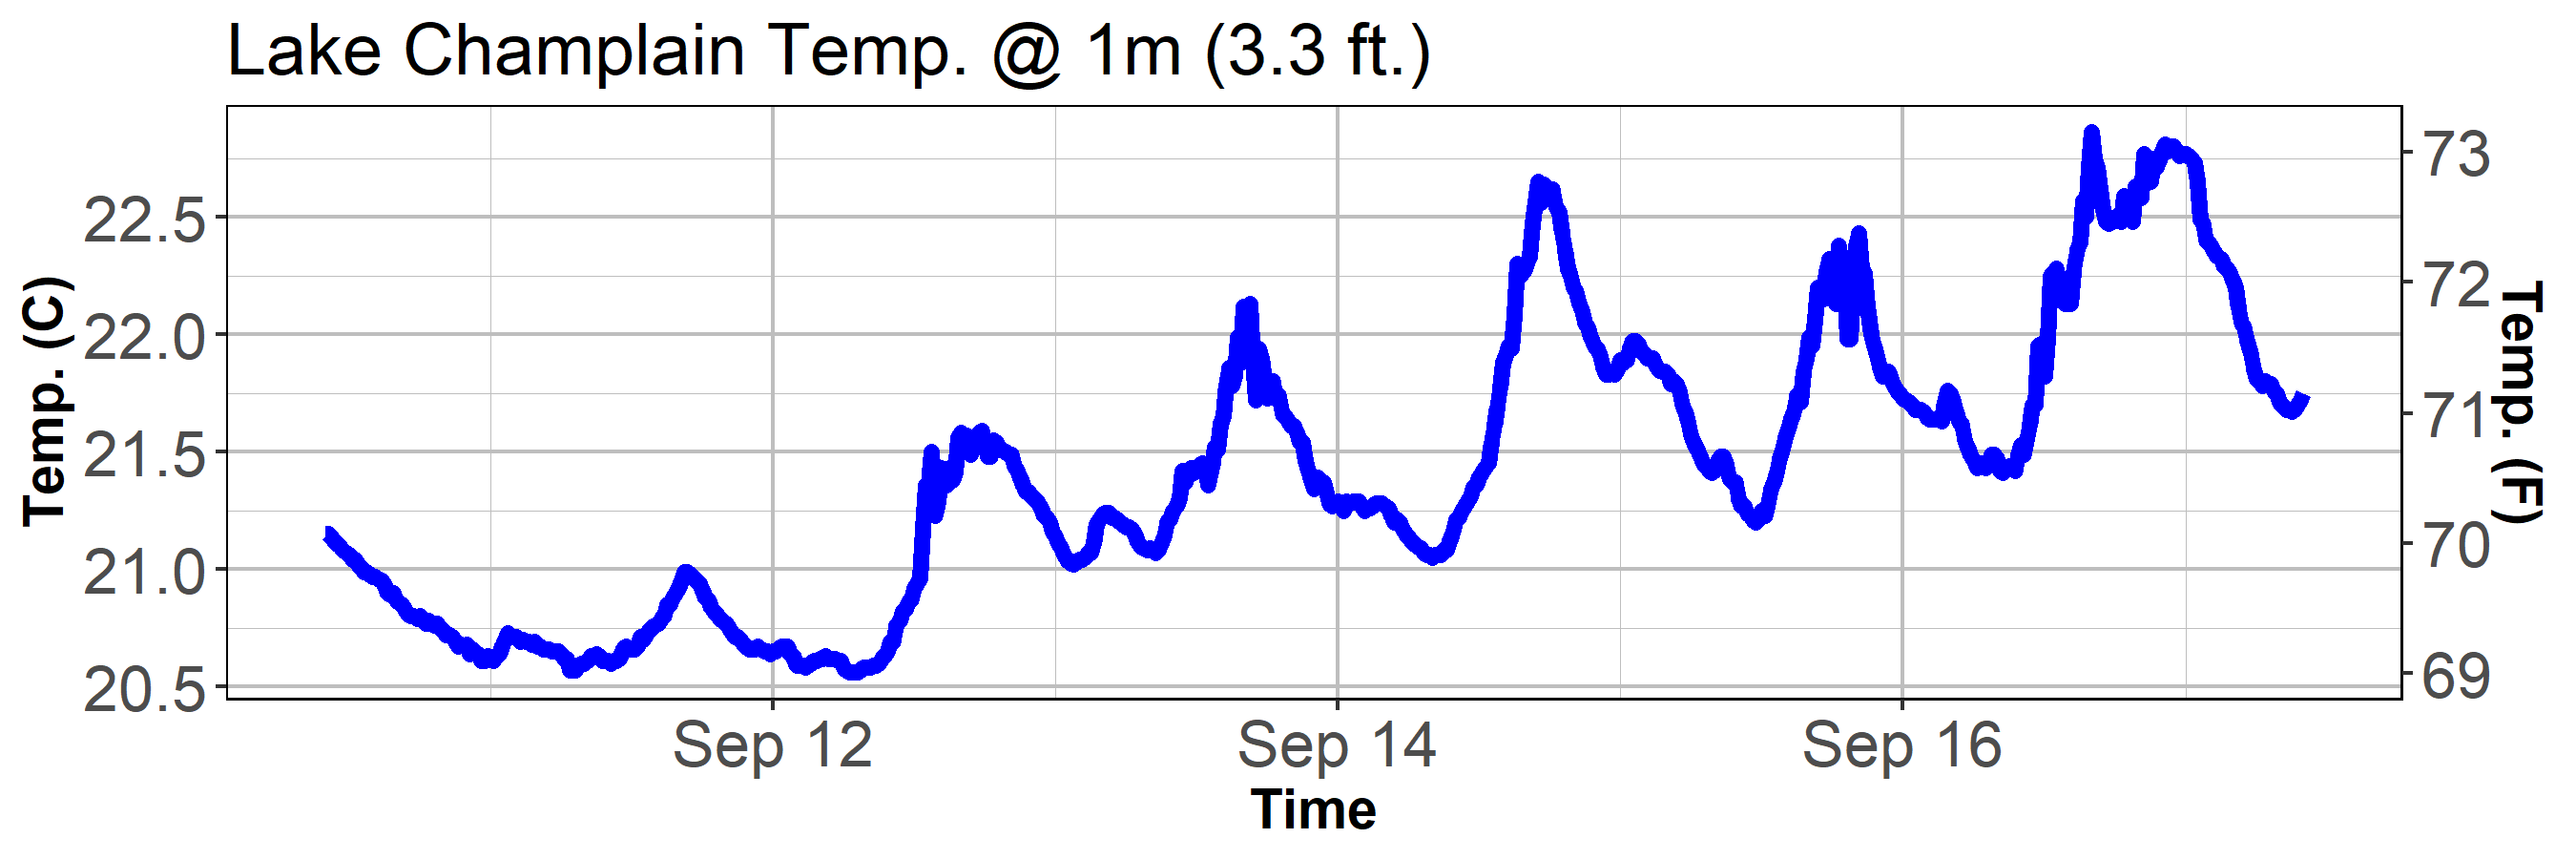 Lake Champlain Temp. @ 1m (3.3 ft.)
Temp. (C)
22.5
22.0
21.5
21.0
20.5
73
72
71
70
69
Temp. (F)
Sep 12
Sep 14
Sep 16
Time